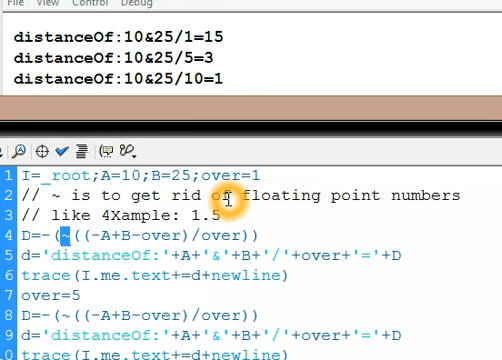 File View Control Debug
distanceOf:10&25/1=15
distanceOf:10&25/5=3
distanceOf:10&25/10=1
1 I=_root;A=10;B=25;over=1
2 // ~ is to get rid of floating point numbers
3 // like 4Xample: 1.5
4 D=-(~((-A+B-over)/over))
5 d='distanceOf:'+A+'&'+B+'/'+over+'='+D
6 trace(I.me.text+=d+newline)
7 over=5
8 D=-(~((-A+B-over)/over))
9 d='distanceOf:'+A+'&'+B+'/'+over+'='+D
0 trace(I.me.text+=d+newline)